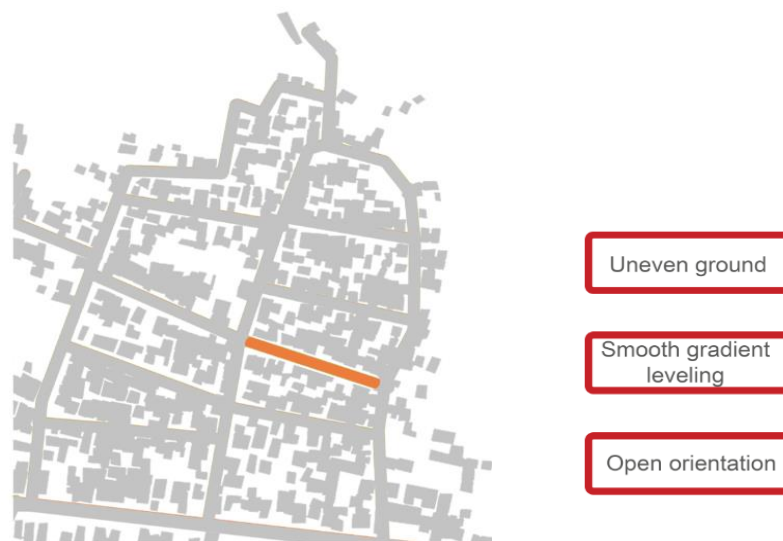 Uneven ground
Smooth gradient
leveling
Open orientation